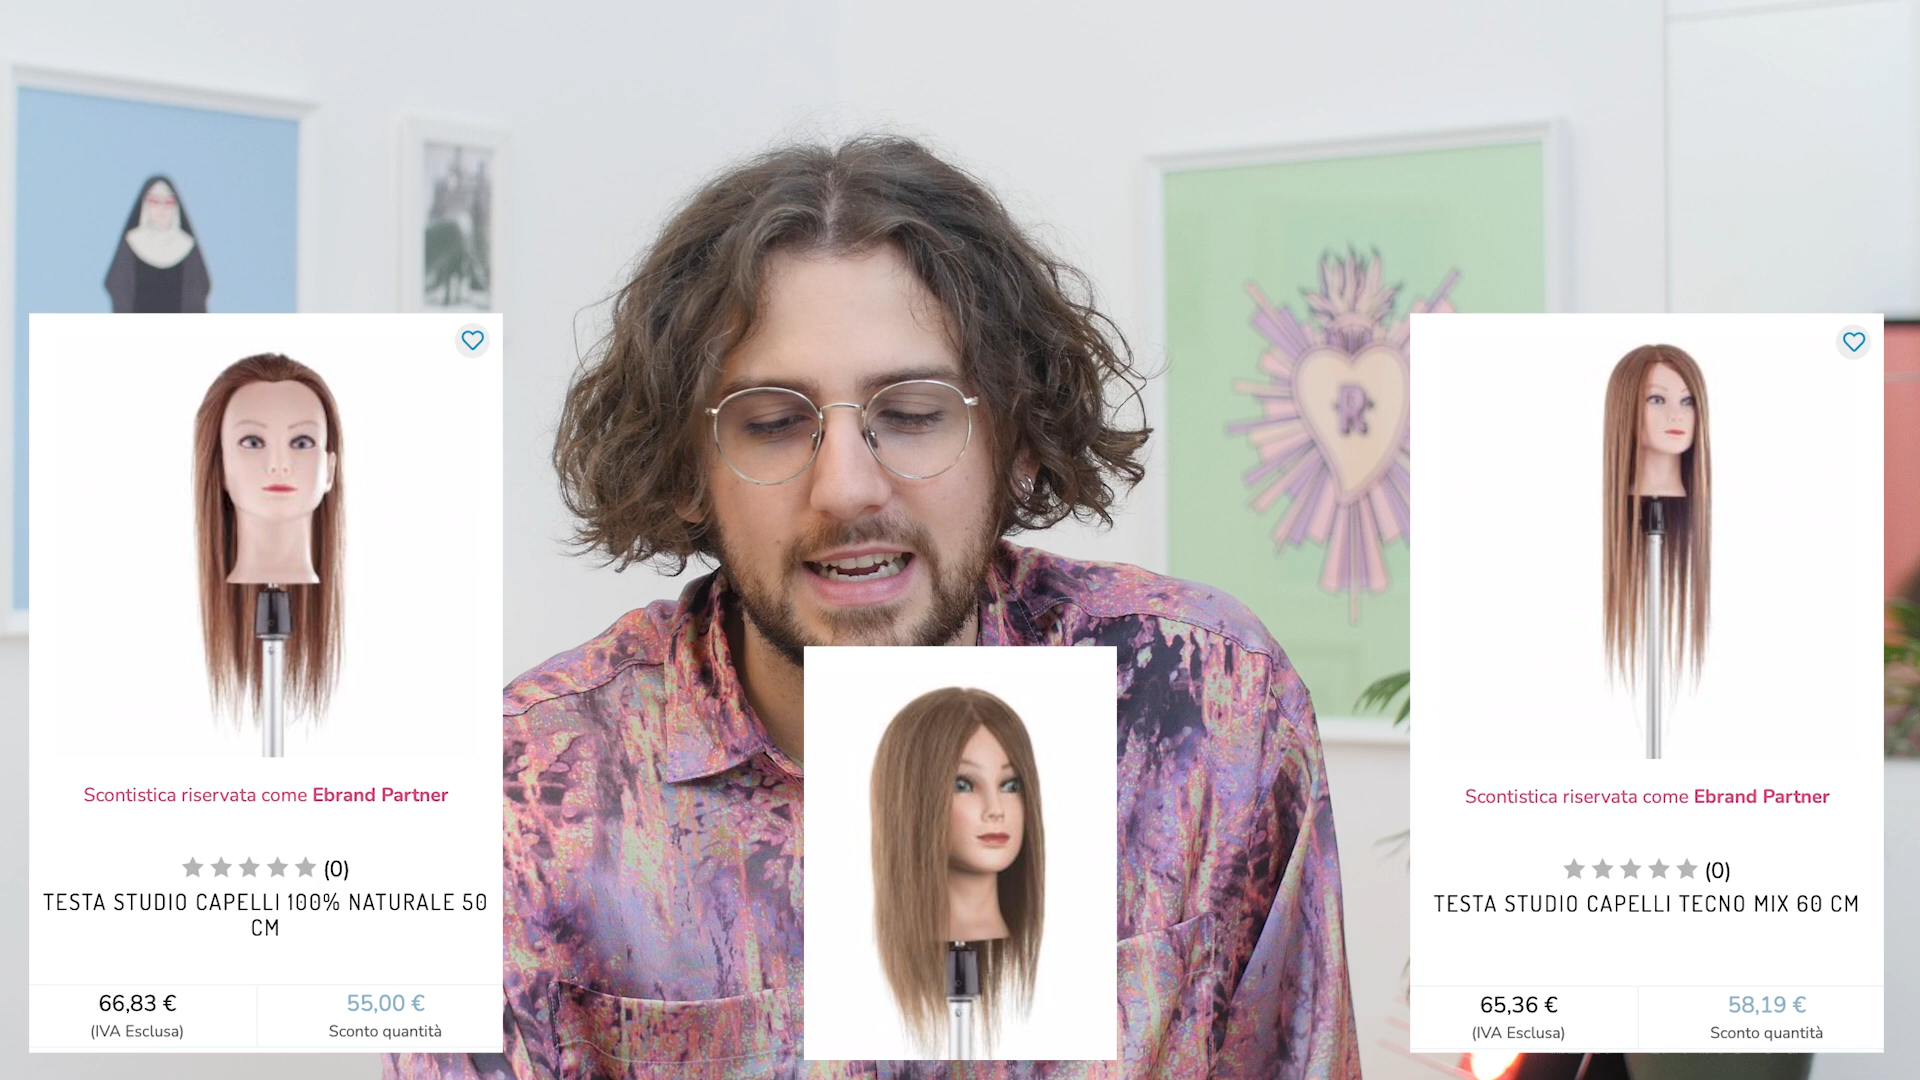 R
Scontistica riservata come Ebrand Partner
(0)
TESTA STUDIO CAPELLI 100% NATURALE 50
CM
66,83 €
(IVA Esclusa)
55,00 €
Sconto quantità
Scontistica riservata come Ebrand Partner
(0)
TESTA STUDIO CAPELLI TECNO MIX 60 CM
65,36 €
(IVA Esclusa)
58,19 €
Sconto quantità